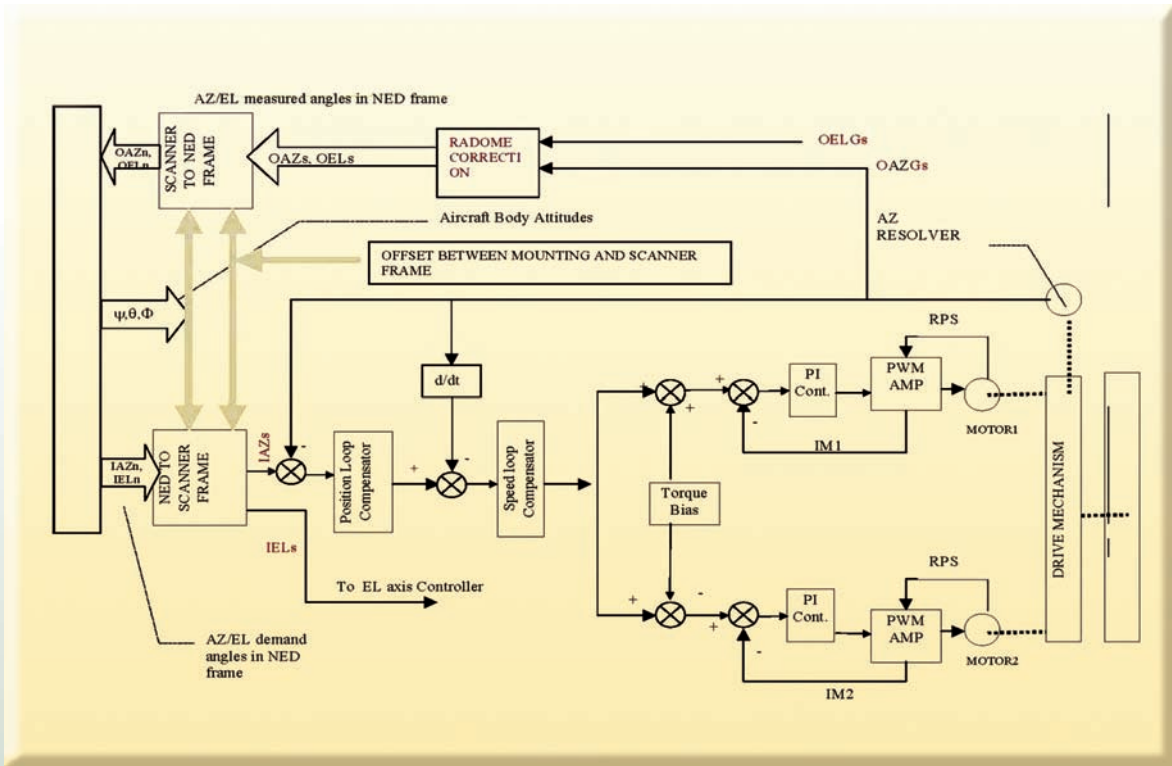 AZ/EL measured angles in NED frame
SCANNER
TO NED
FRAME
OAZn,
OELn
OAZs, OELs
RADOME
CORRECTI
ON
OELGs
OAZGs
AZ
RESOLVER
Aircraft Body Attitudes
OFFSET BETWEEN MOUNTING AND SCANNER
FRAME
ψ,θ,Φ
d/dt
RPS
PI
Cont.
PWM
AMP
MOTOR1
IM1
+
+
+
-
IAZn,
IELn
NED TO
SCANNER
FRAME
IAZs
-
Position Loop
Compensator
+
-
Speed loop
Compensator
Torque
Bias
DRIVE MECHANISM
IELs
To EL axis Controller
RPS
PI
Cont.
PWM
AMP
MOTOR2
IM2
+
-
+
-
AZ/EL demand
angles in NED
frame